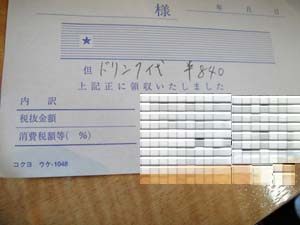 様 年 月 日
★
但 ドリンク代 ¥840
上記正に領収いたしました
内訳
税抜金額
消費税額等( %)
コクヨ ウケ-1048